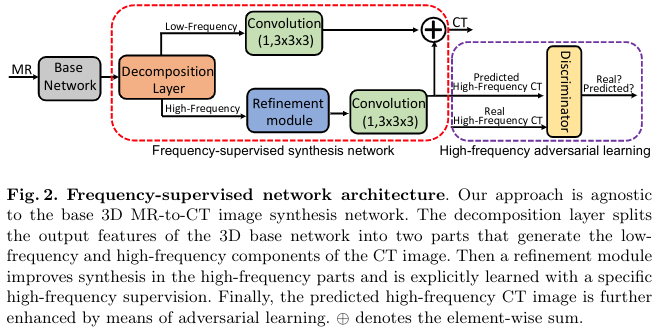 MR
Base
Network
Decomposition
Layer
Low-Frequency
Convolution
(1,3x3x3)
High-Frequency
Refinement
module
Convolution
(1,3x3x3)
CT
Predicted
High-Frequency CT
Real
High-Frequency CT
Discriminator
Real?
Predicted?
Frequency-supervised synthesis network
High-frequency adversarial learning
Fig. 2. Frequency-supervised network architecture. Our approach is agnostic
to the base 3D MR-to-CT image synthesis network. The decomposition layer splits
the output features of the 3D base network into two parts that generate the low-
frequency and high-frequency components of the CT image. Then a refinement module
improves synthesis in the high-frequency parts and is explicitly learned with a specific
high-frequency supervision. Finally, the predicted high-frequency CT image is further
enhanced by means of adversarial learning. ⊕ denotes the element-wise sum.